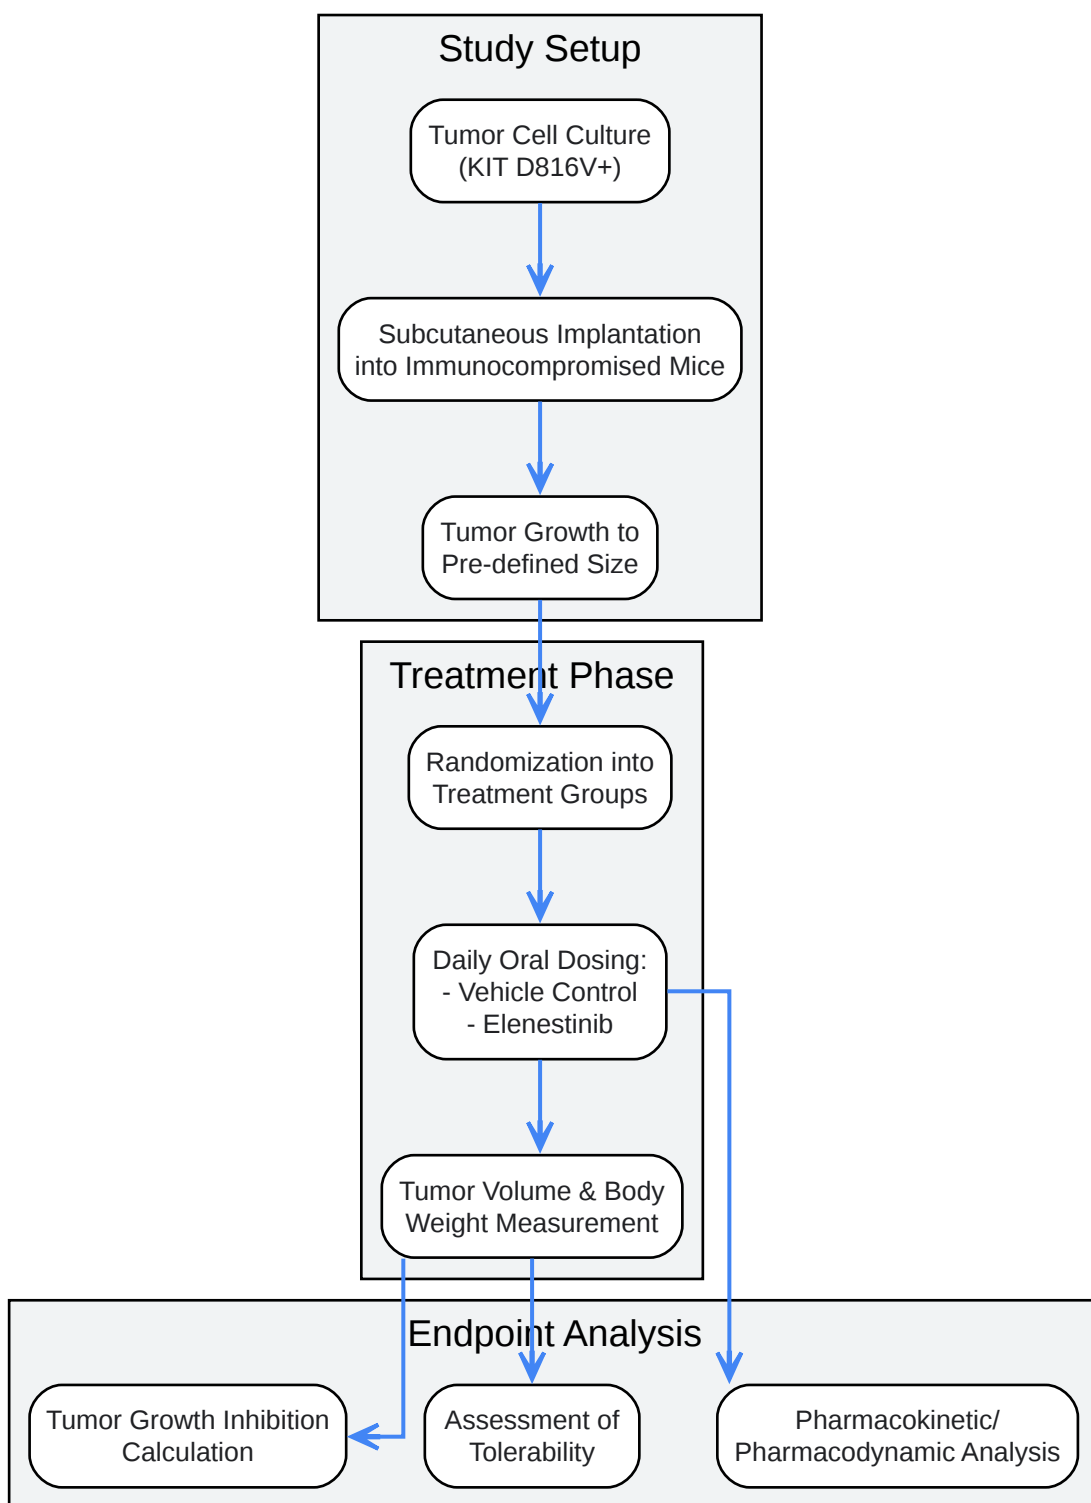 Study Setup
Tumor Cell Culture
(KIT D816V+)
Subcutaneous Implantation
into Immunocompromised Mice
Tumor Growth to
Pre-defined Size
Treatment Phase
Randomization into
Treatment Groups
Daily Oral Dosing:
- Vehicle Control
- Elenestinib
Tumor Volume & Body
Weight Measurement
Endpoint Analysis
Tumor Growth Inhibition
Calculation
Assessment of
Tolerability
Pharmacokinetic/
Pharmacodynamic Analysis